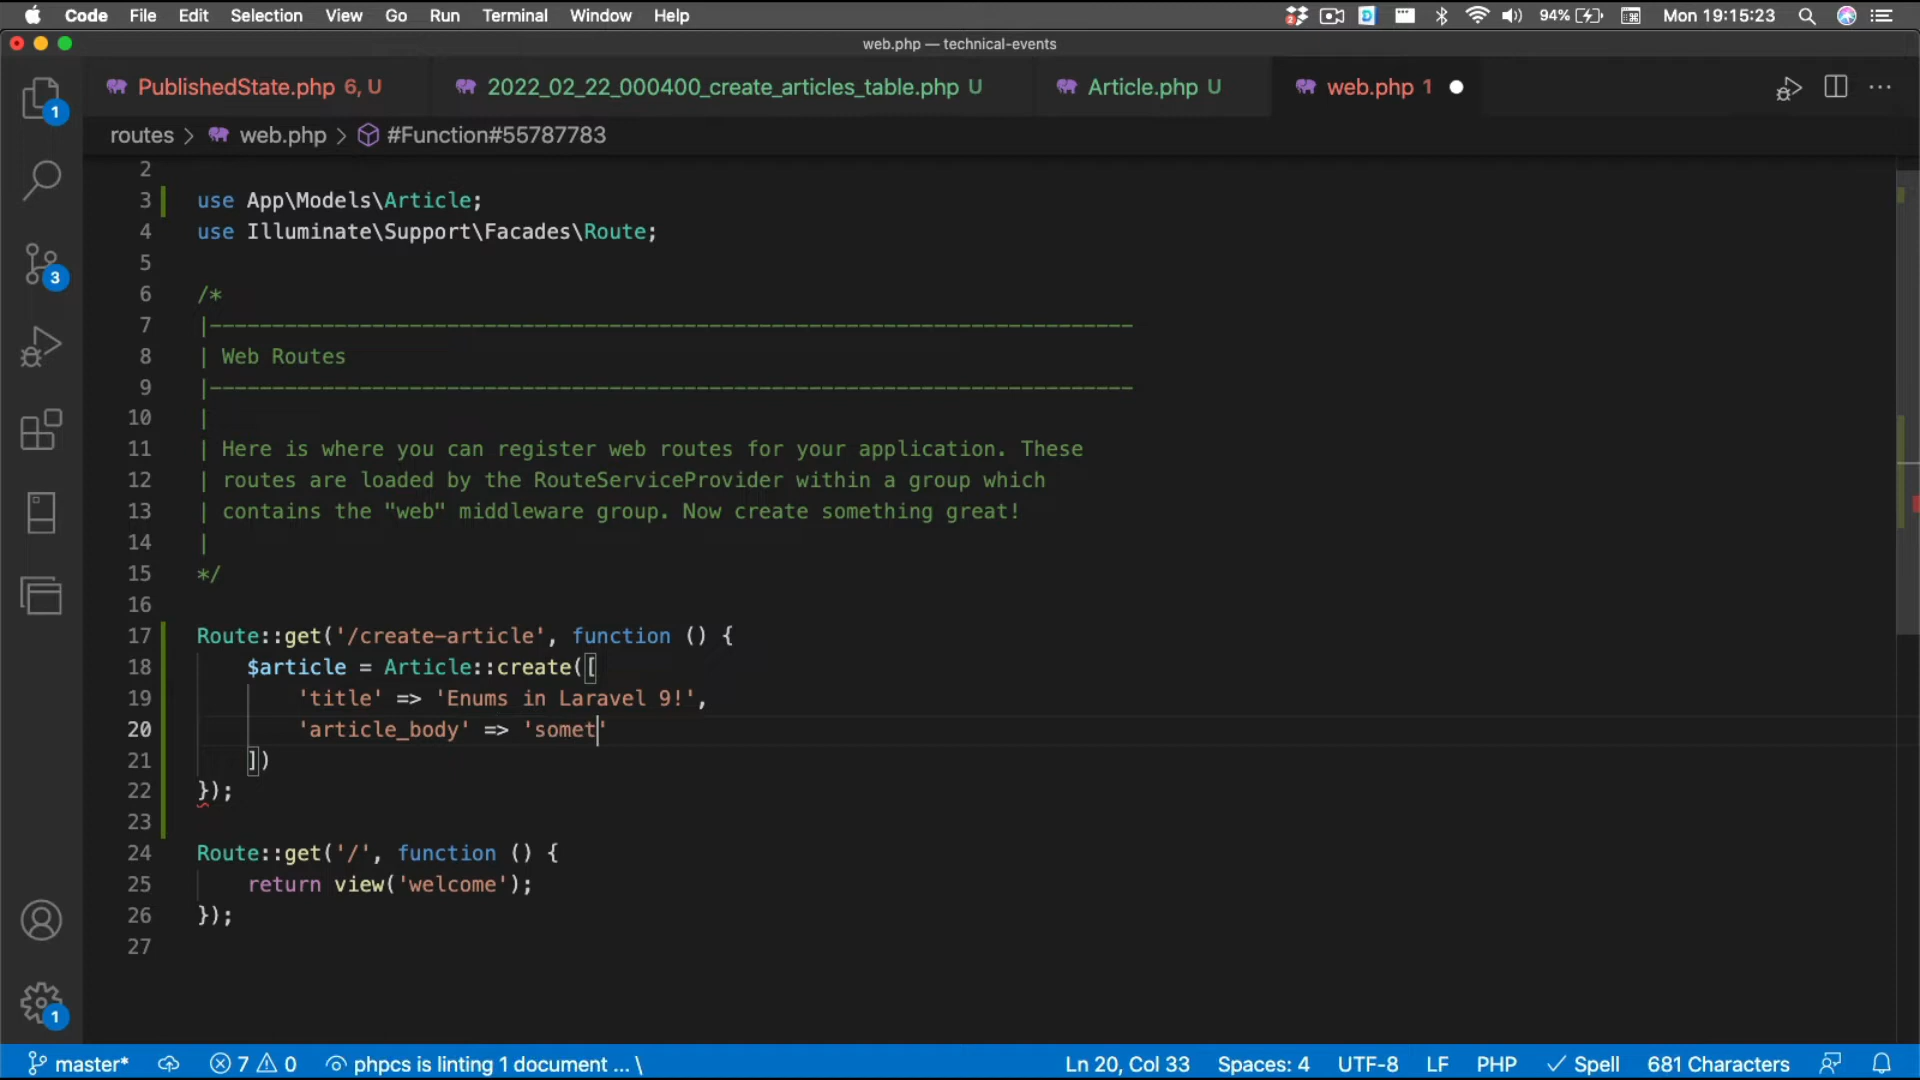 Code File Edit Selection View Go Run Terminal Window Help 94% Mon 19:15:23
web.php — technical-events
PublishedState.php 6, U 2022_02_22_000400_create_articles_table.php U Article.php U web.php 1
routes > web.php > #Function#55787783
2
3 use App\Models\Article;
4 use Illuminate\Support\Facades\Route;
5
6 /*
7 |--------------------------------------------------------------------------
8 | Web Routes
9 |--------------------------------------------------------------------------
10 |
11 | Here is where you can register web routes for your application. These
12 | routes are loaded by the RouteServiceProvider within a group which
13 | contains the "web" middleware group. Now create something great!
14 |
15 */
16
17 Route::get('/create-article', function () {
18 $article = Article::create([
19 'title' => 'Enums in Laravel 9!',
20 'article_body' => 'somet'
21 ])
22 });
23
24 Route::get('/', function () {
25 return view('welcome');
26 });
27
1
3
1
master* 7 0 phpcs is linting 1 document ... \ Ln 20, Col 33 Spaces: 4 UTF-8 LF PHP Spell 681 Characters